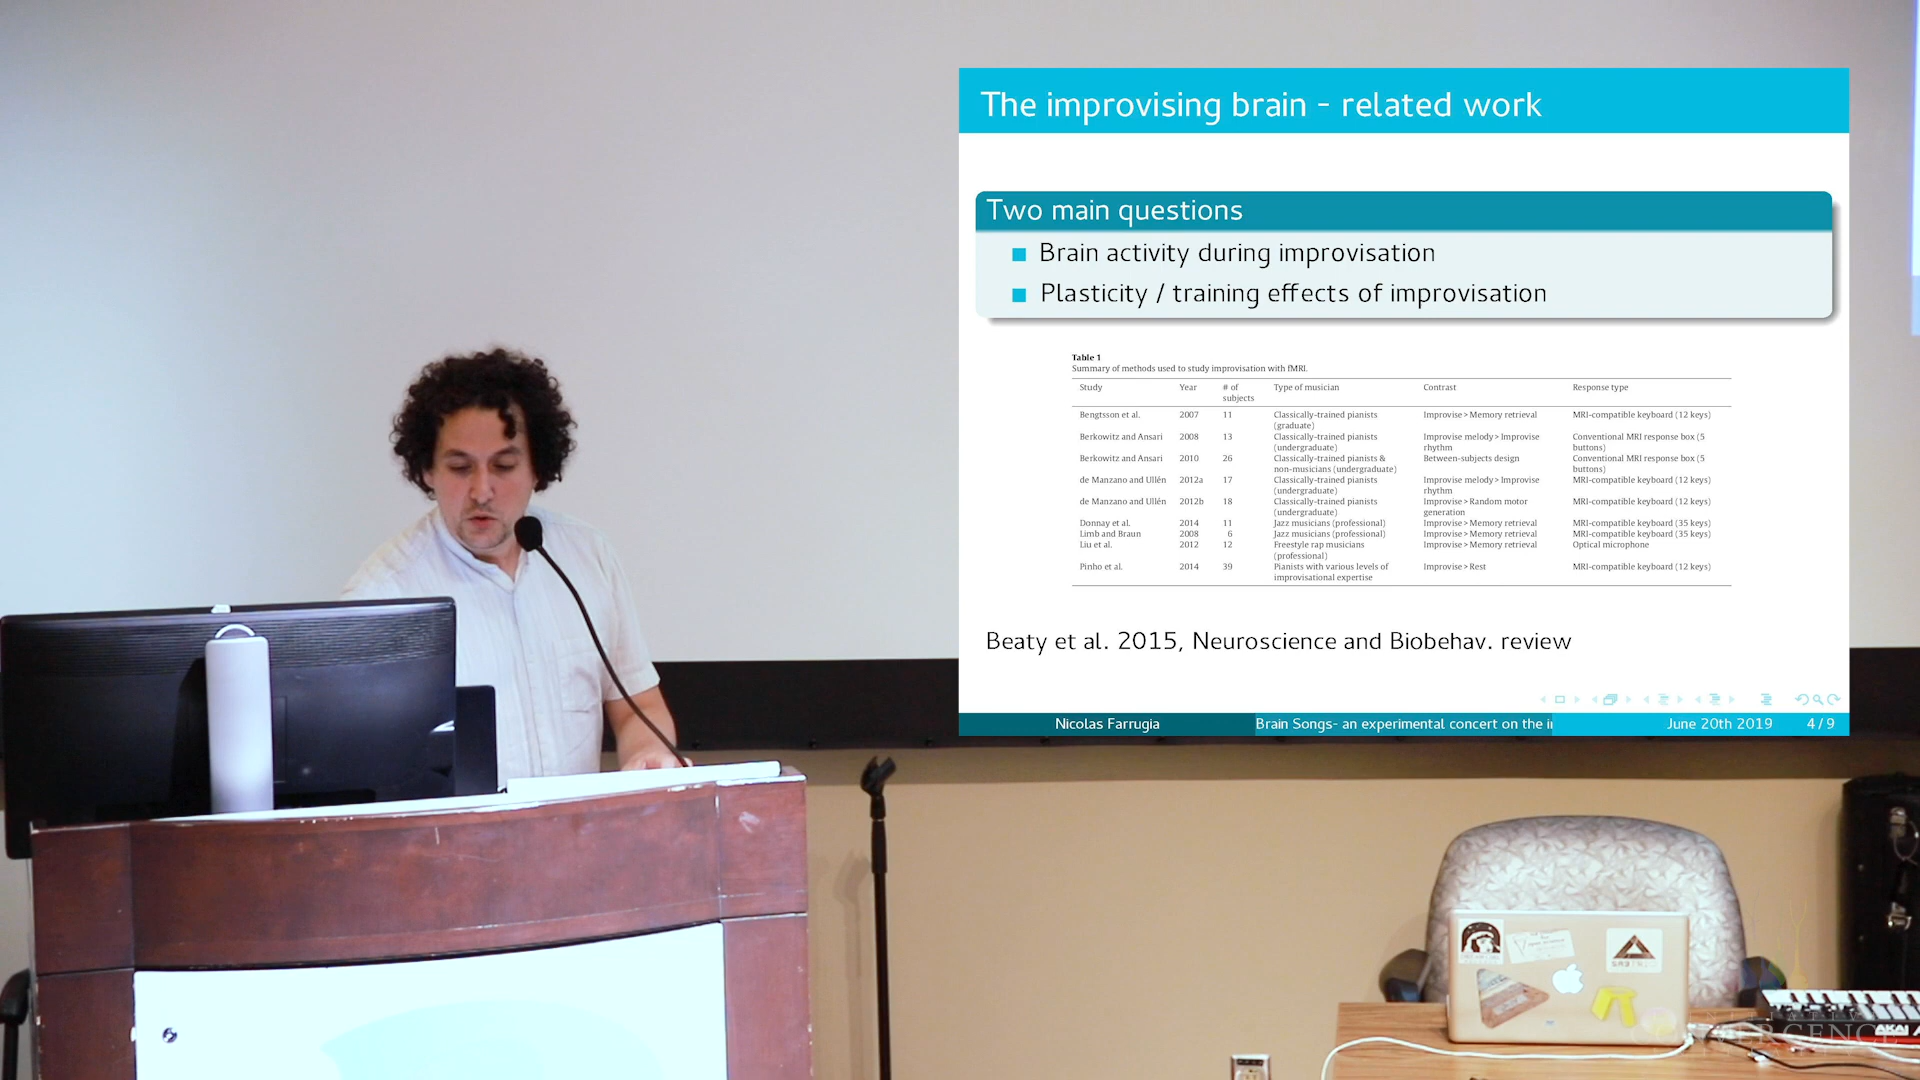 The improvising brain - related work
Two main questions
Brain activity during improvisation
Plasticity / training effects of improvisation
Table 1
Summary of methods used to study improvisation with fMRI.
Study Year # of subjects Type of musician Contrast Response type
Bengtsson et al. 2007 11 Classically-trained pianists (graduate) Improvise > Memory retrieval MRI-compatible keyboard (12 keys)
Berkowitz and Ansari 2008 13 Classically-trained pianists (undergraduate) Improvise melody > Improvise rhythm Conventional MRI response box (5 buttons)
Berkowitz and Ansari 2010 26 Classically-trained pianists & non-musicians (undergraduate) Between-subjects design Conventional MRI response box (5 buttons)
de Manzano and Ullén 2012a 17 Classically-trained pianists (undergraduate) Improvise melody > Improvise rhythm MRI-compatible keyboard (12 keys)
de Manzano and Ullén 2012b 18 Classically-trained pianists (undergraduate) Improvise > Random motor generation MRI-compatible keyboard (12 keys)
Donnay et al. 2014 11 Jazz musicians (professional) Improvise > Memory retrieval MRI-compatible keyboard (35 keys)
Limb and Braun 2008 6 Jazz musicians (professional) Improvise > Memory retrieval MRI-compatible keyboard (35 keys)
Liu et al. 2012 12 Freestyle rap musicians (professional) Improvise > Memory retrieval Optical microphone
Pinho et al. 2014 39 Pianists with various levels of improvisational expertise Improvise > Rest MRI-compatible keyboard (12 keys)
Beaty et al. 2015, Neuroscience and Biobehav. review
Nicolas Farrugia Brain Songs- an experimental concert on the i June 20th 2019 4 / 9
AKAI